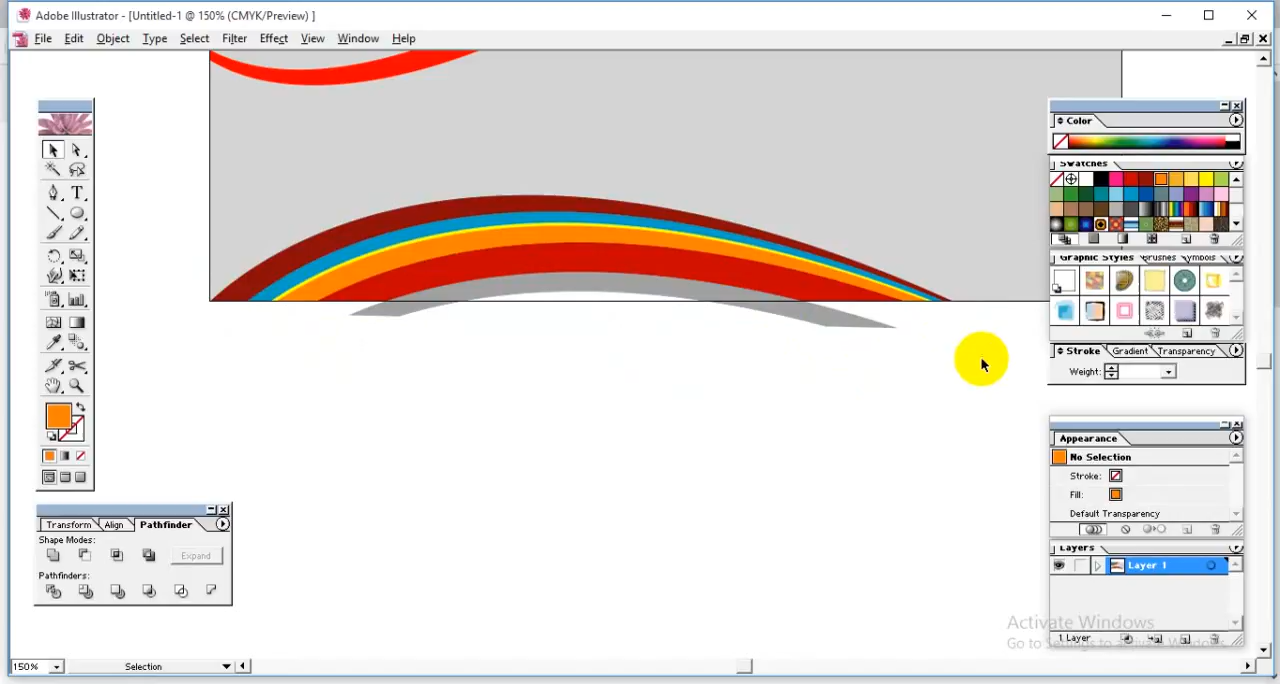 Adobe Illustrator - [Untitled-1 @ 150% (CMYK/Preview) ]
File Edit Object Type Select Filter Effect View Window Help
Color
Swatches
Graphic Styles Brushes Symbols
Stroke Gradient Transparency
Weight:
Appearance
No Selection
Stroke:
Fill:
Default Transparency
Transform Align Pathfinder
Shape Modes:
Expand
Pathfinders:
Layers
Layer 1
Activate Windows
Go to Settings to activate Windows.
1 Layer
150% Selection